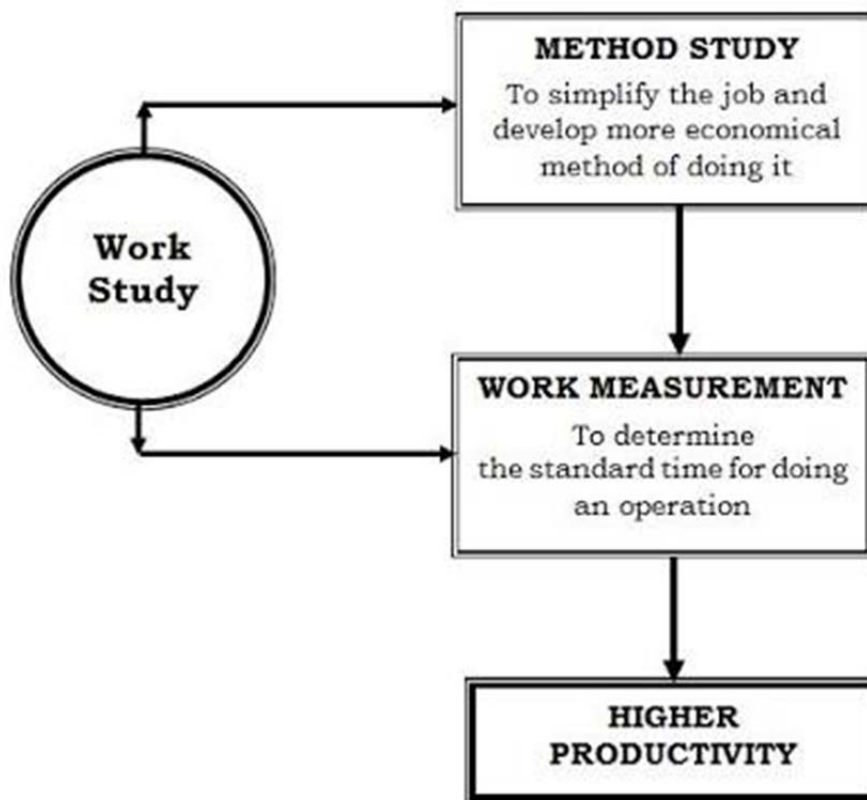 METHOD STUDY
To simplify the job and
develop more economical
method of doing it
Work
Study
WORK MEASUREMENT
To determine
the standard time for doing
an operation
HIGHER
PRODUCTIVITY